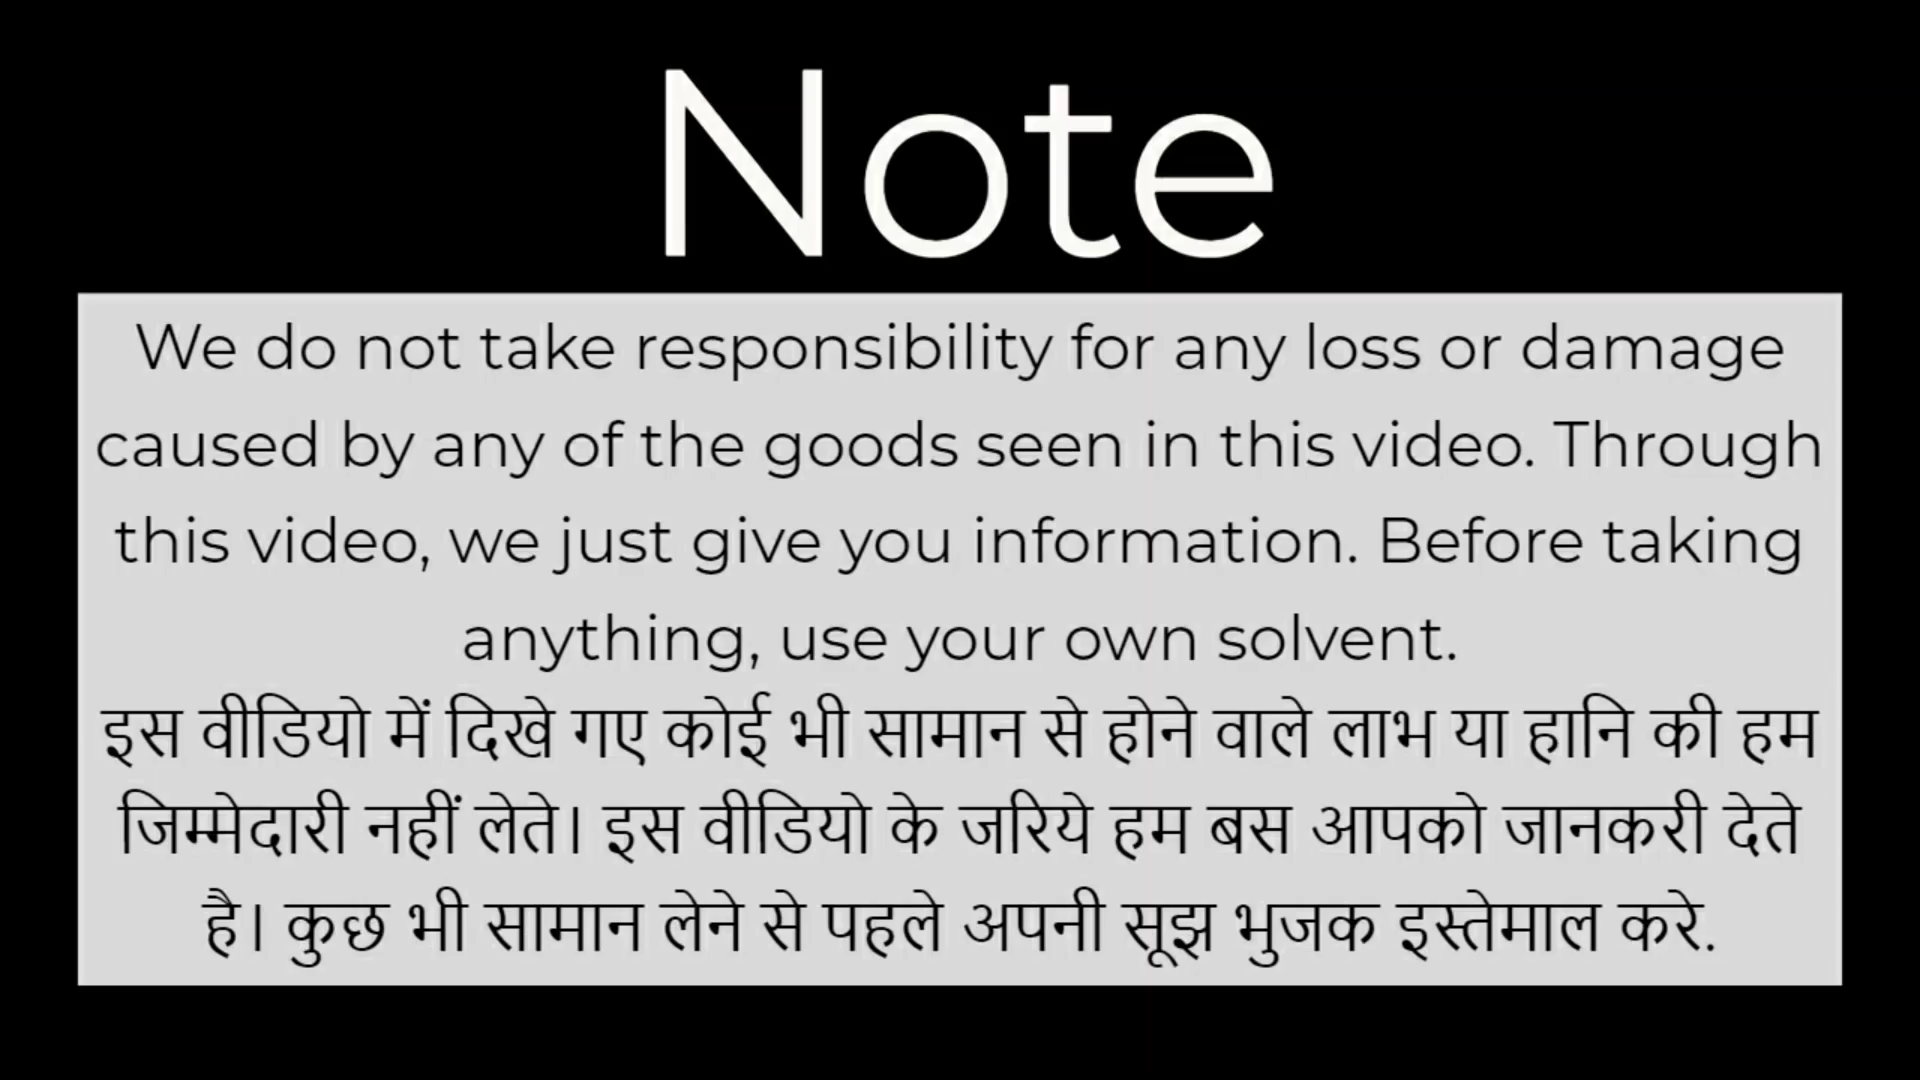 Note
We do not take responsibility for any loss or damage
caused by any of the goods seen in this video. Through
this video, we just give you information. Before taking
anything, use your own solvent.
इस वीडियो में दिखे गए कोई भी सामान से होने वाले लाभ या हानि की हम
जिम्मेदारी नहीं लेते। इस वीडियो के जरिये हम बस आपको जानकरी देते
है। कुछ भी सामान लेने से पहले अपनी सूझ भुजक इस्तेमाल करे.